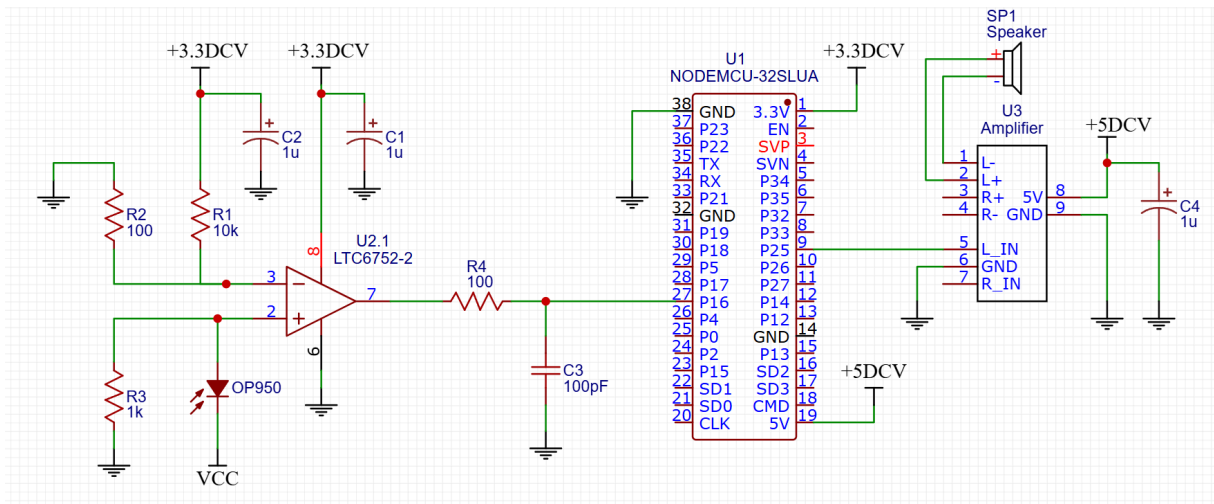 +3.3DCV
+3.3DCV
C2
1u
C1
1u
R2
100
R1
10k
U2.1
LTC6752-2
8
3
2
7
6
R3
1k
OP950
VCC
R4
100
C3
100pF
U1
NODEMCU-32SLUA
+3.3DCV
38 GND 3.3V 1
37 P23 EN 2
36 P22 SVP 3
35 TX SVN 4
34 RX P34 5
33 P21 P35 6
32 GND P32 7
31 P19 P33 8
30 P18 P25 9
29 P5 P26 10
28 P17 P27 11
27 P16 P14 12
26 P4 P12 13
25 P0 GND 14
24 P2 P13 15
23 P15 SD2 16
22 SD1 SD3 17
21 SD0 CMD 18
20 CLK 5V 19
+5DCV
SP1
Speaker
+
-
U3
Amplifier
1 L-
2 L+
3 R+
4 R-
5V 8
GND 9
5 L_IN
6 GND
7 R_IN
+5DCV
C4
1u